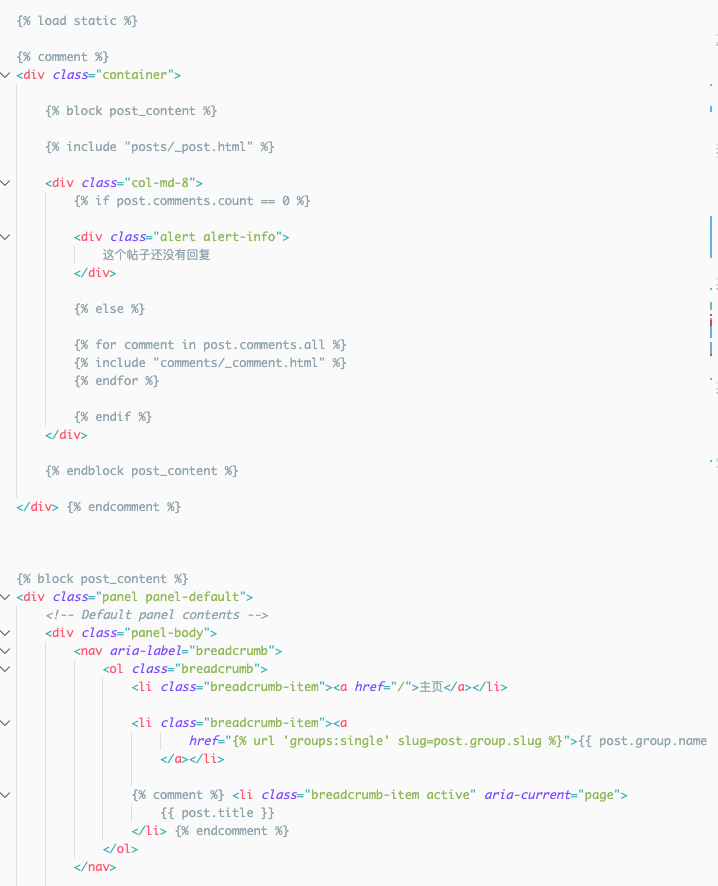 {% load static %}
{% comment %}
<div class="container">
{% block post_content %}
{% include "posts/_post.html" %}
<div class="col-md-8">
{% if post.comments.count == 0 %}
<div class="alert alert-info">
这个帖子还没有回复
</div>
{% else %}
{% for comment in post.comments.all %}
{% include "comments/_comment.html" %}
{% endfor %}
{% endif %}
</div>
{% endblock post_content %}
</div> {% endcomment %}
{% block post_content %}
<div class="panel panel-default">
<!-- Default panel contents -->
<div class="panel-body">
<nav aria-label="breadcrumb">
<ol class="breadcrumb">
<li class="breadcrumb-item"><a href="/">主页</a></li>
<li class="breadcrumb-item"><a
href="{% url 'groups:single' slug=post.group.slug %}">{{ post.group.name
</a></li>
{% comment %} <li class="breadcrumb-item active" aria-current="page">
{{ post.title }}
</li> {% endcomment %}
</ol>
</nav>